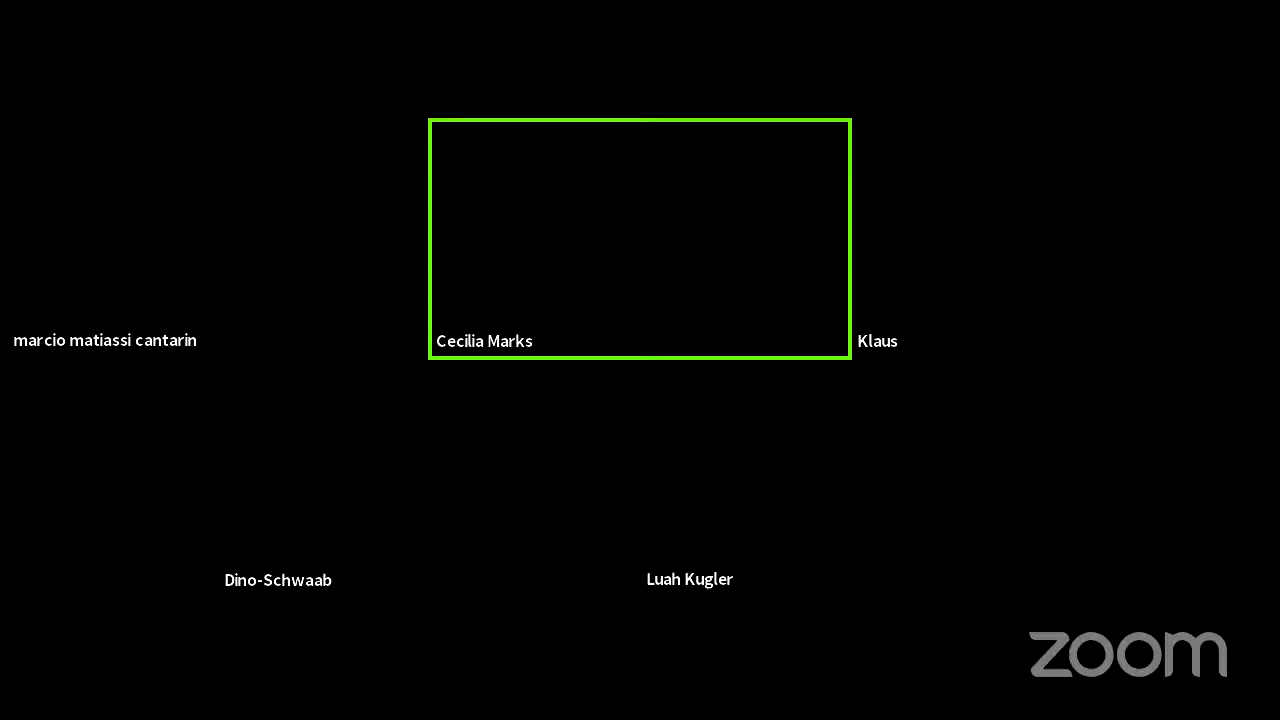 marcio matiassi cantarin
Cecilia Marks
Klaus
Dino-Schwaab
Luah Kugler
zoom